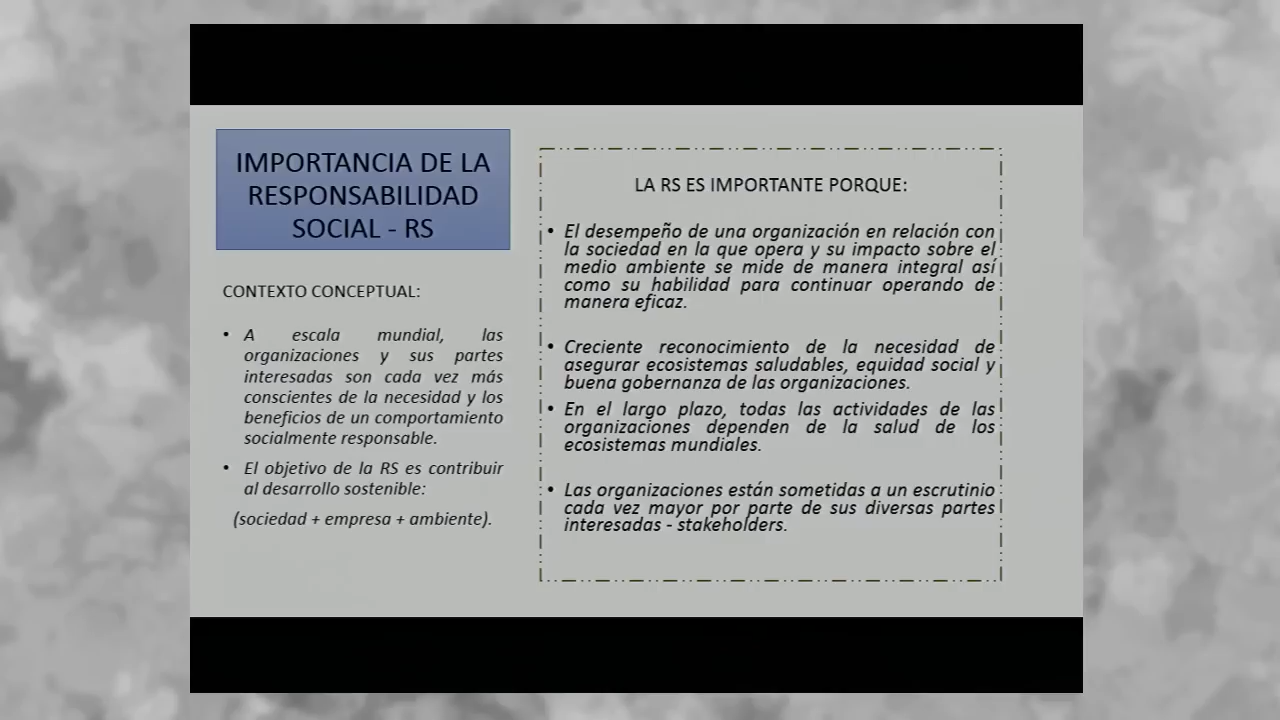 IMPORTANCIA DE LA
RESPONSABILIDAD
SOCIAL - RS
CONTEXTO CONCEPTUAL:
• A escala mundial, las
organizaciones y sus partes
interesadas son cada vez más
conscientes de la necesidad y los
beneficios de un comportamiento
socialmente responsable.
• El objetivo de la RS es contribuir
al desarrollo sostenible:
(sociedad + empresa + ambiente).
LA RS ES IMPORTANTE PORQUE:
• El desempeño de una organización en relación con
la sociedad en la que opera y su impacto sobre el
medio ambiente se mide de manera integral así
como su habilidad para continuar operando de
manera eficaz.
• Creciente reconocimiento de la necesidad de
asegurar ecosistemas saludables, equidad social y
buena gobernanza de las organizaciones.
• En el largo plazo, todas las actividades de las
organizaciones dependen de la salud de los
ecosistemas mundiales.
• Las organizaciones están sometidas a un escrutinio
cada vez mayor por parte de sus diversas partes
interesadas - stakeholders.